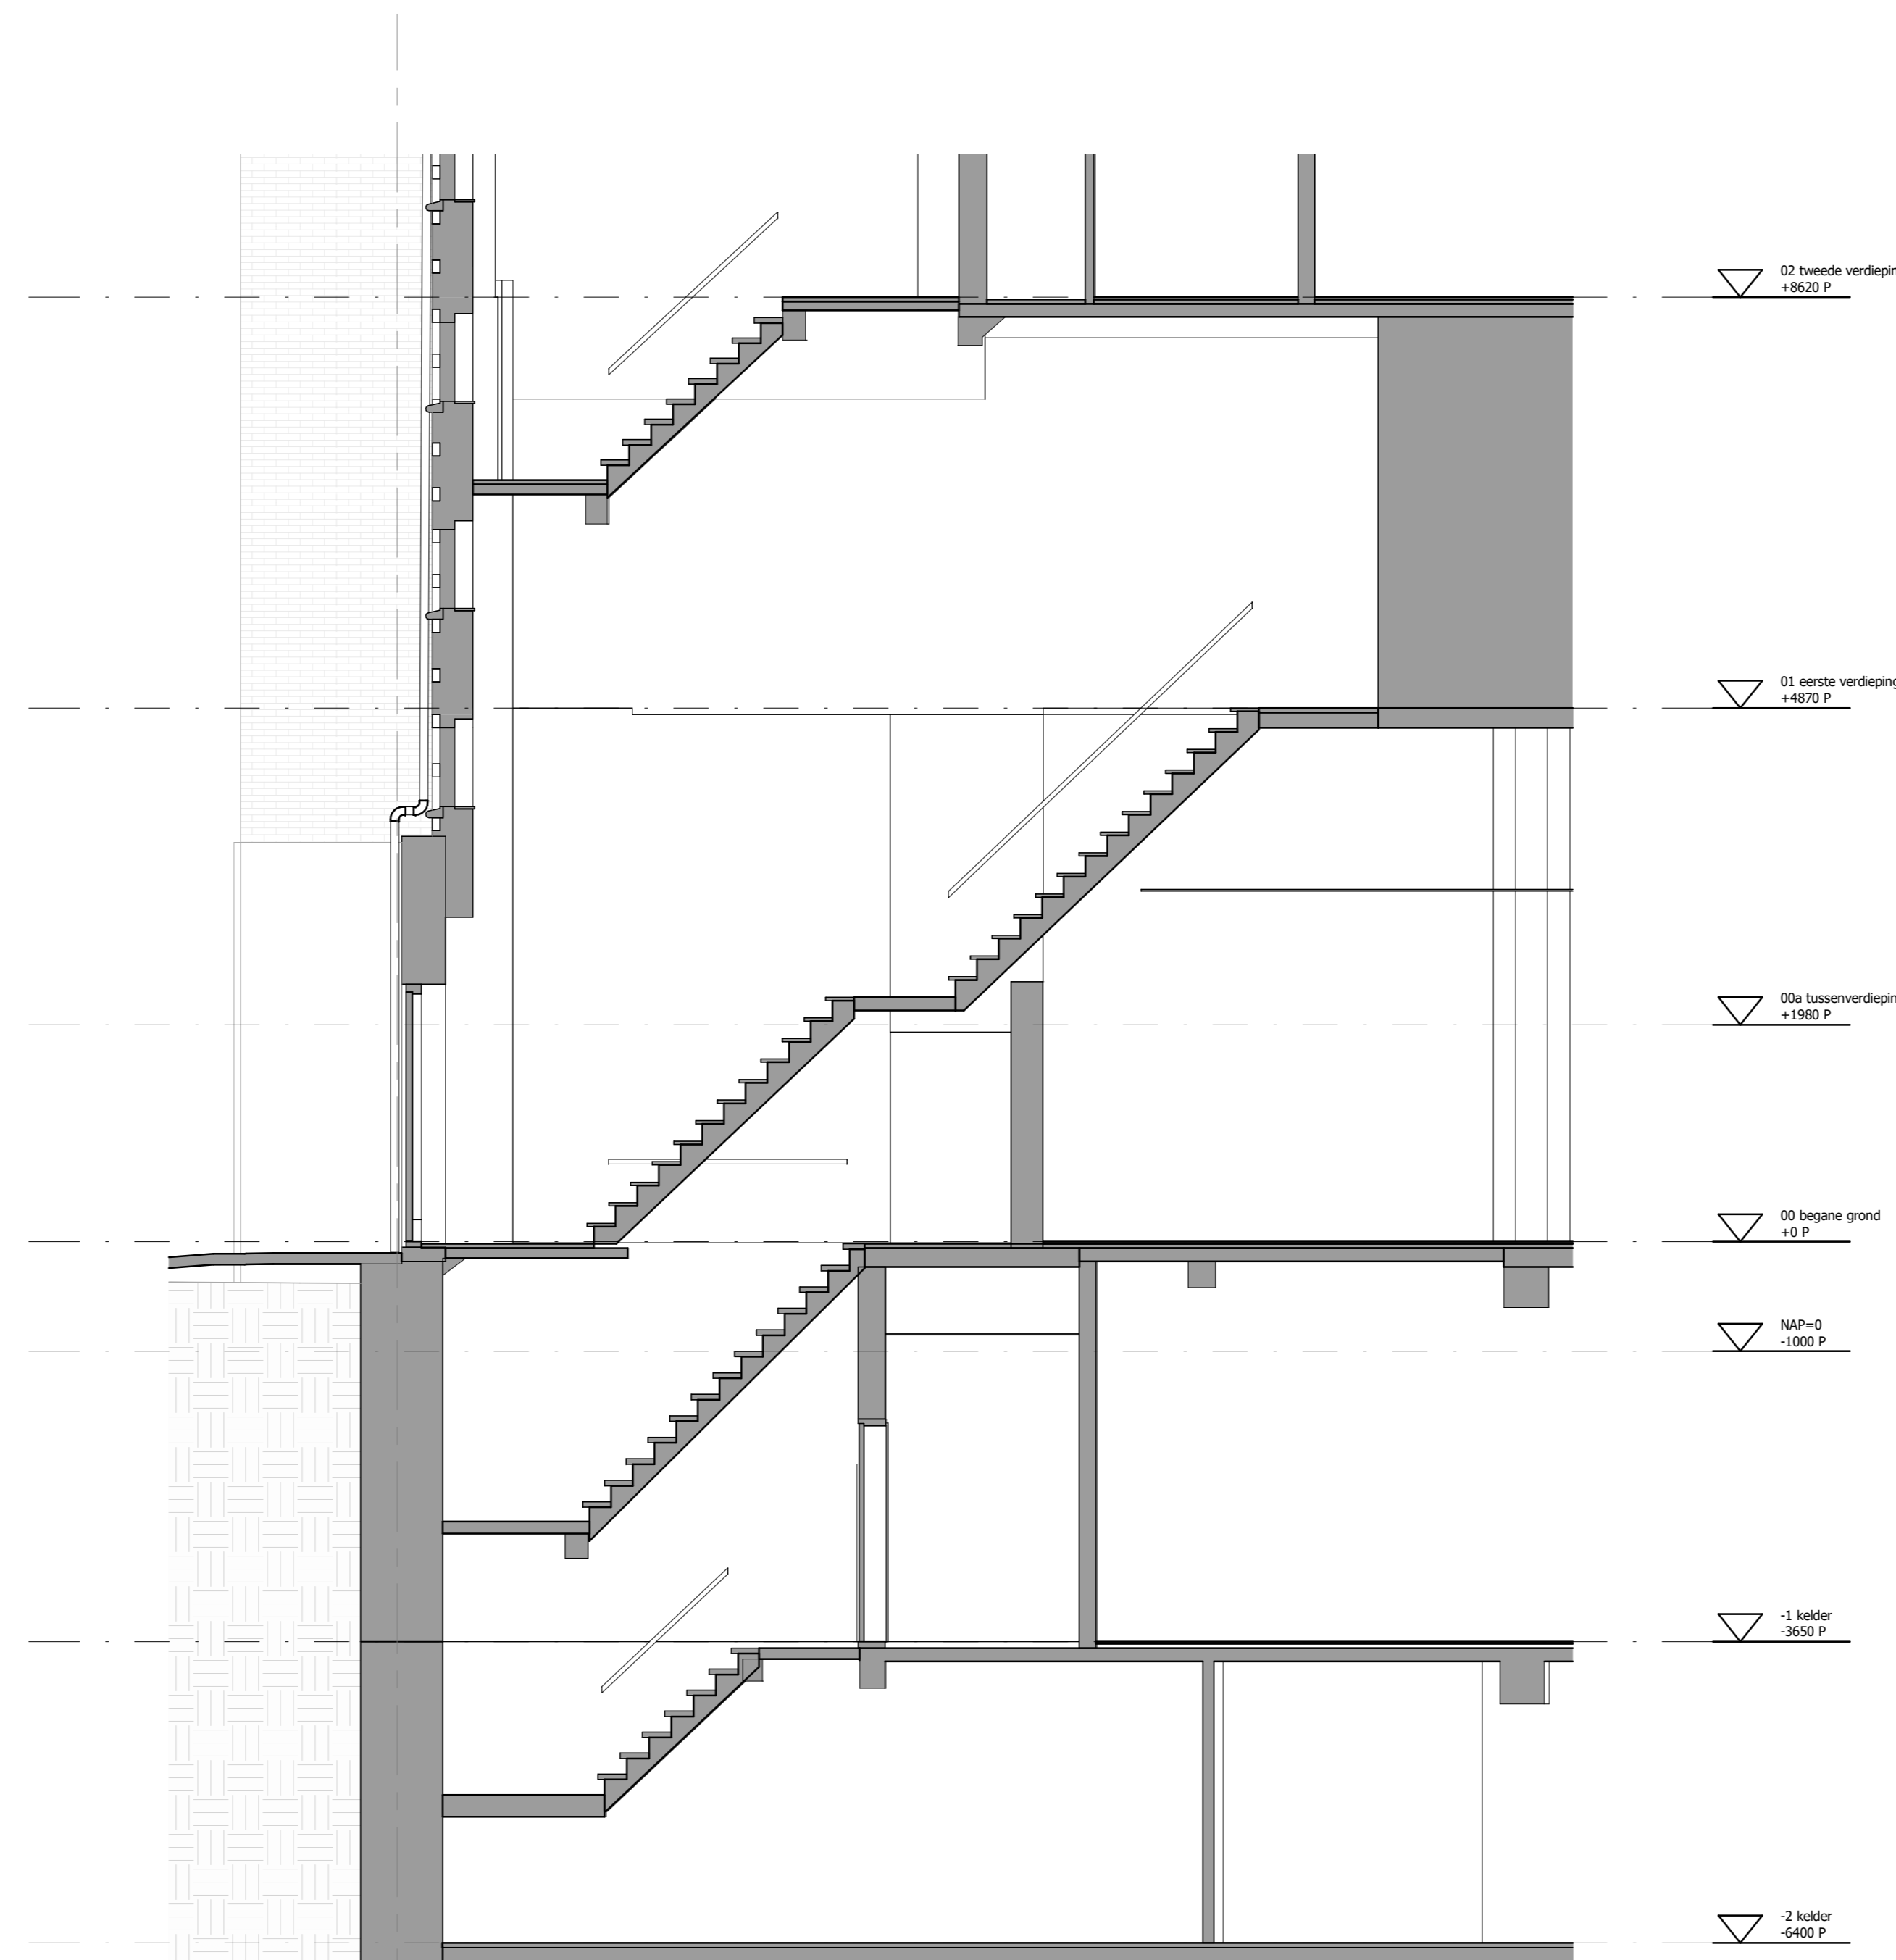 02 tweede verdiepin
+8620 P
01 eerste verdieping
+4870 P
00a tussenverdiepin
+1980 P
00 begane grond
+0 P
NAP=0
-1000 P
-1 kelder
-3650 P
-2 kelder
-6400 P